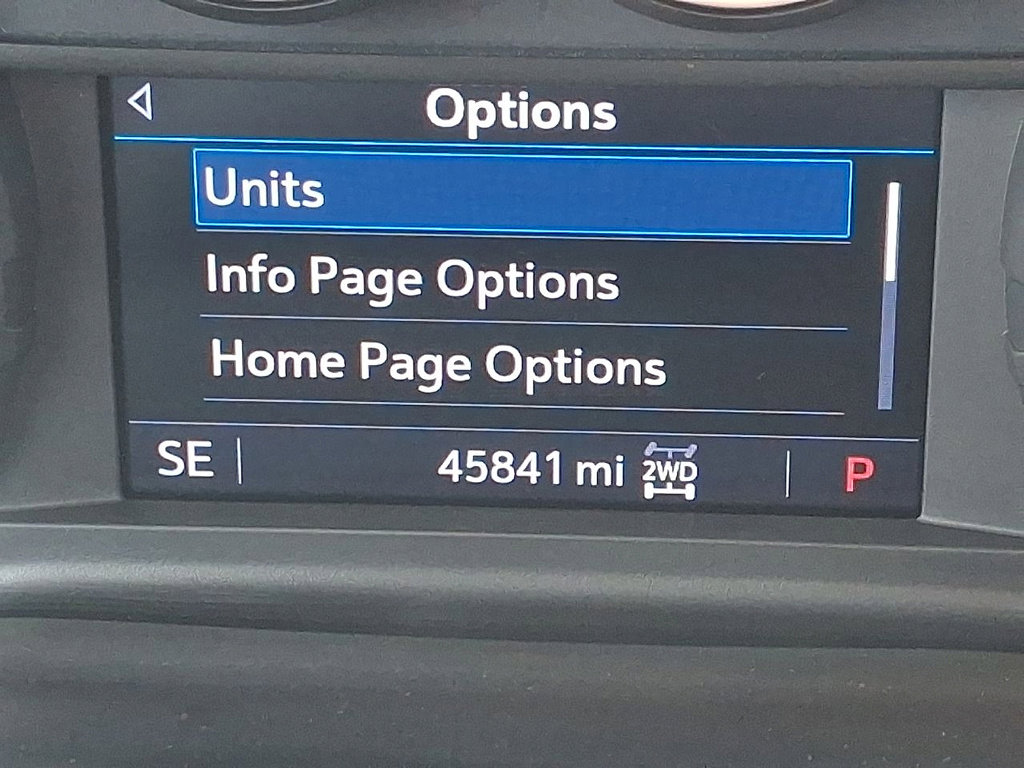 Options
Units
Info Page Options
Home Page Options
SE 45841 mi 2WD P